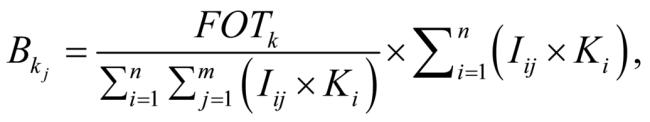 $B_{k_j} = \frac{FOT_k}{\sum_{i=1}^{n} \sum_{j=1}^{m} (I_{ij} \times K_i)} \times \sum_{i=1}^{n} (I_{ij} \times K_i),$